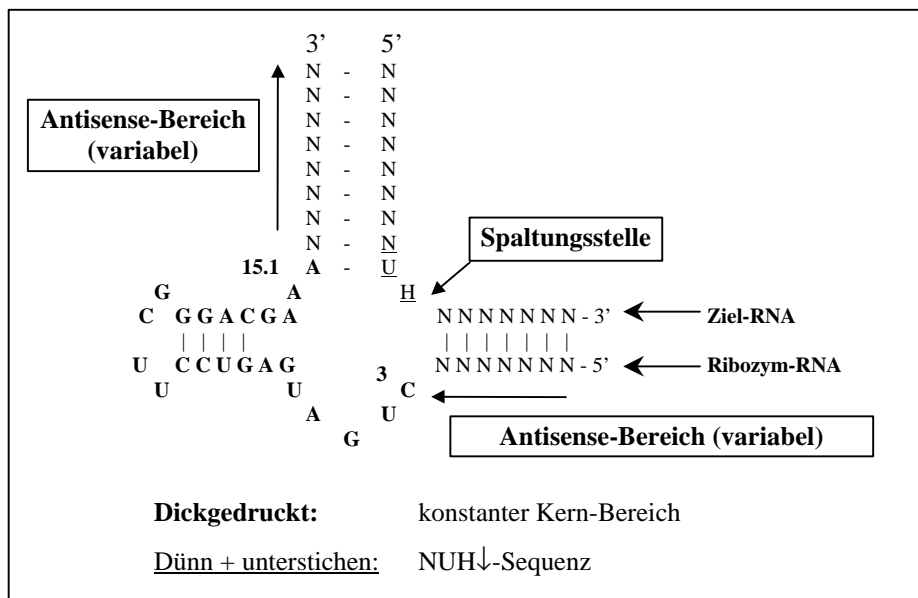 3’ 5’
N - N
N - N
Antisense-Bereich
(variabel)
N - N
N - N
N - N
N - N
N - N
N - N
15.1 A - U
Spaltungsstelle
A H
G
C G G A C G A
N N N N N N N - 3’ Ziel-RNA
| | | | | | | | | | |
U C C U G A G
N N N N N N N - 5’ Ribozym-RNA
U U 3 C
A U
G
Antisense-Bereich (variabel)
Dickgedruckt: konstanter Kern-Bereich
Dünn + unterstichen: NUH↓-Sequenz